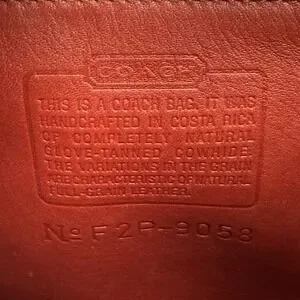 COACH
THIS IS A COACH BAG. IT WAS
HANDCRAFTED IN COSTA RICA
OF COMPLETELY NATURAL
GLOVE-TANNED COWHIDE.
THE VARIATIONS IN THE GRAIN
ARE CHARACTERISTIC OF NATURAL
FULL-GRAIN LEATHER.
No F2P-9058